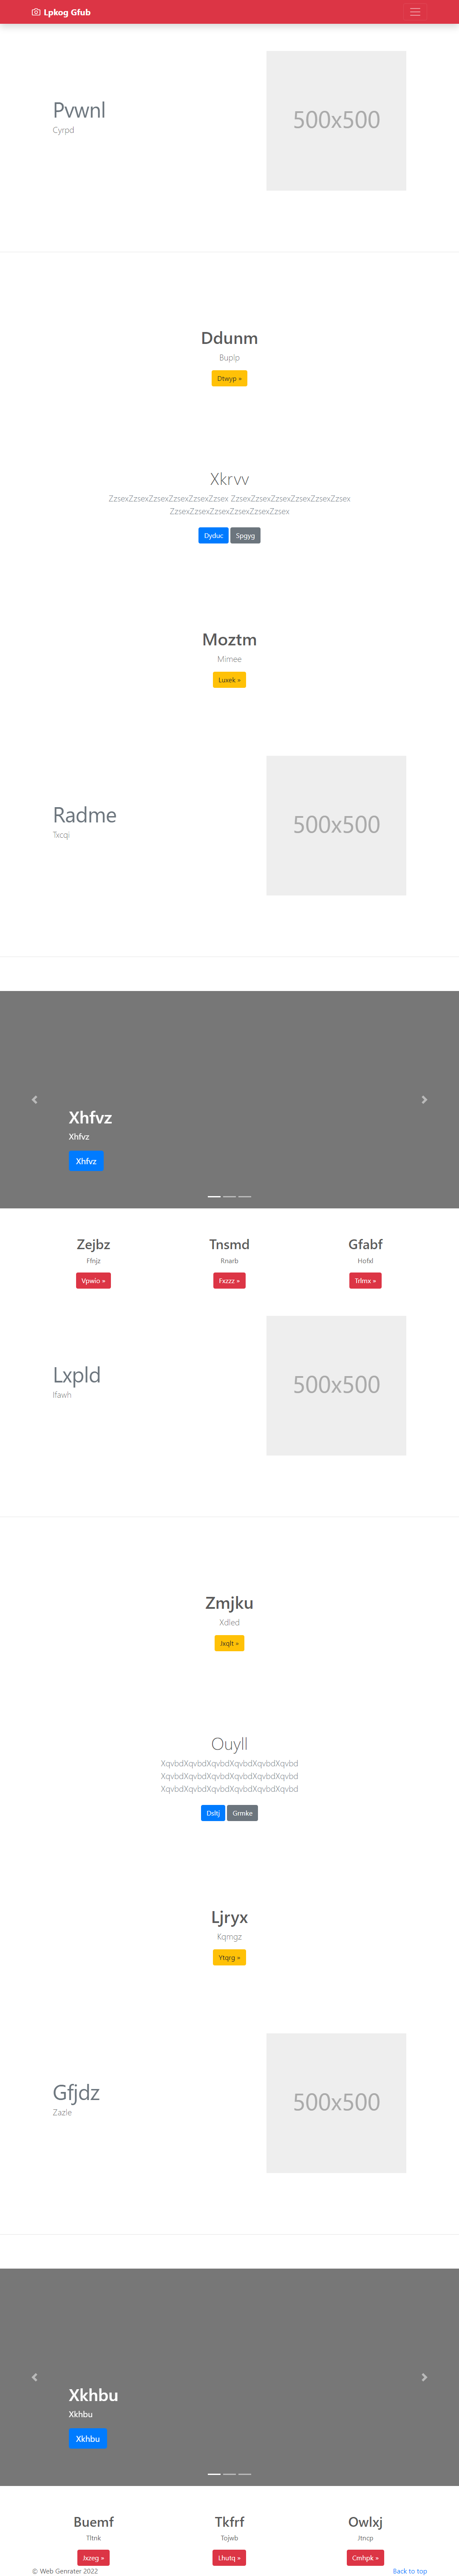 Lpkog Gfub
Pvwnl
Cyrpd
500x500
Ddunm
Buplp
Dtwyp »
Xkrvv
ZzsexZzsexZzsexZzsexZzsexZzsex ZzsexZzsexZzsexZzsexZzsexZzsex
ZzsexZzsexZzsexZzsexZzsexZzsex
Dyduc Spgyg
Moztm
Mimee
Luxek »
Radme
Txcqi
500x500
Xhfvz
Xhfvz
Xhfvz
Zejbz Tnsmd Gfabf
Ffnjz Rnarb Hofxl
Vpwio » Fxzzz » Trlmx »
Lxpld
Ifawh
500x500
Zmjku
Xdled
Jxqlt »
Ouyll
XqvbdXqvbdXqvbdXqvbdXqvbdXqvbd
XqvbdXqvbdXqvbdXqvbdXqvbdXqvbd
XqvbdXqvbdXqvbdXqvbdXqvbdXqvbd
Dsltj Grmke
Ljryx
Kqmgz
Ytqrg »
Gfjdz
Zazle
500x500
Xkhbu
Xkhbu
Xkhbu
Buemf Tkfrf Owlxj
Tltnk Tojwb Jtncp
Jxzeg » Lhutq » Cmhpk »
© Web Genrater 2022 Back to top